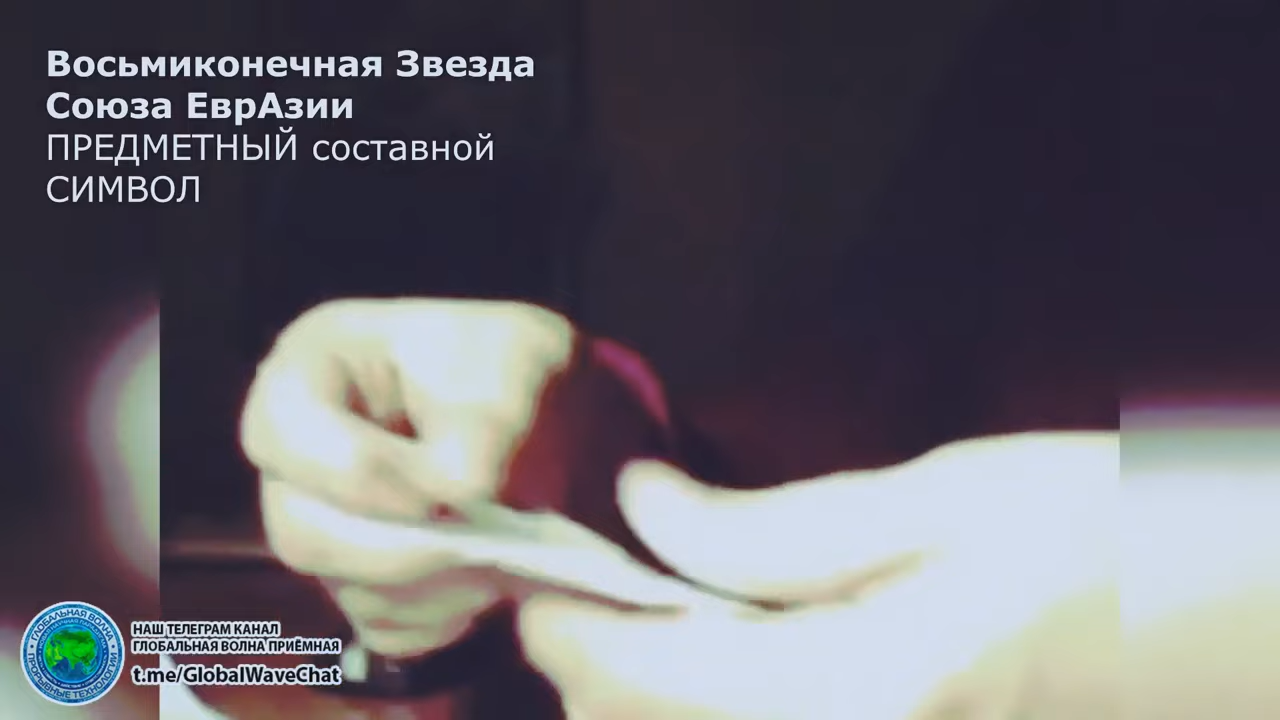 Восьмиконечная Звезда
Союза ЕврАзии
ПРЕДМЕТНЫЙ составной
СИМВОЛ
ГЛОБАЛЬНАЯ ВОЛНА
ПРОРЫВНЫЕ ТЕХНОЛОГИИ
НАШ ТЕЛЕГРАМ КАНАЛ
ГЛОБАЛЬНАЯ ВОЛНА ПРИЁМНАЯ
t.me/GlobalWaveChat